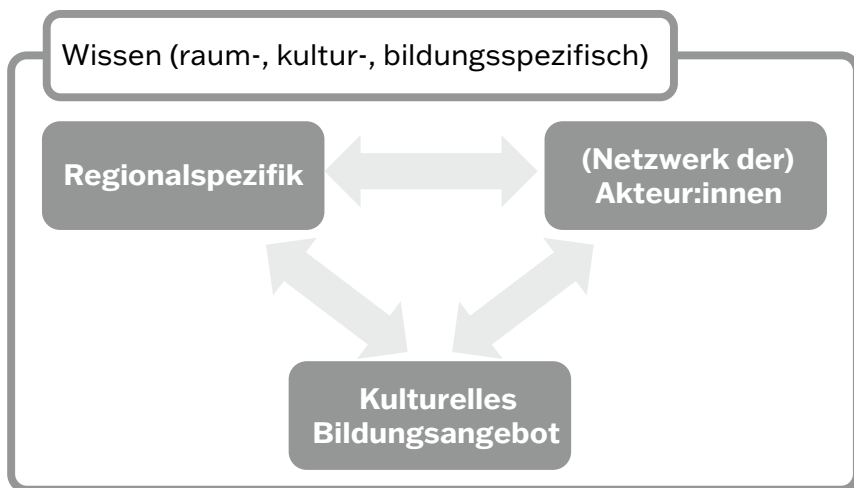 Wissen (raum-, kultur-, bildungsspezifisch)
Regionalspezifik
(Netzwerk der)
Akteur:innen
Kulturelles
Bildungsangebot